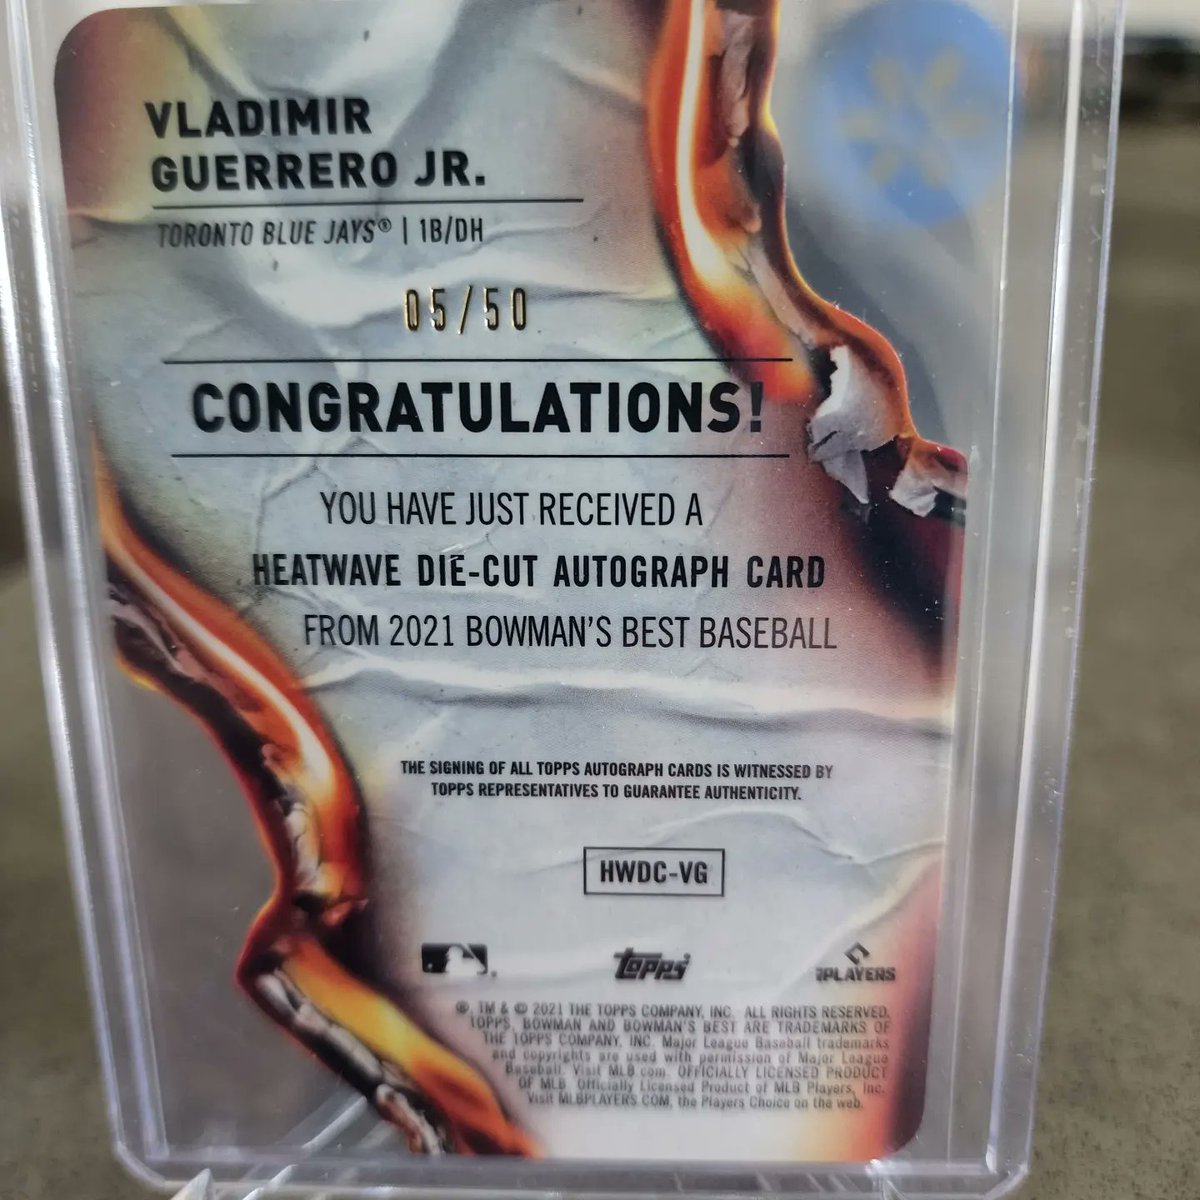 VLADIMIR
GUERRERO JR.
TORONTO BLUE JAYS® | 1B/DH
05/50
CONGRATULATIONS!
YOU HAVE JUST RECEIVED A
HEATWAVE DIE-CUT AUTOGRAPH CARD
FROM 2021 BOWMAN'S BEST BASEBALL
THE SIGNING OF ALL TOPPS AUTOGRAPH CARDS IS WITNESSED BY
TOPPS REPRESENTATIVES TO GUARANTEE AUTHENTICITY.
HWDC-VG
topps
PLAYERS
®, TM & © 2021 THE TOPPS COMPANY, INC. ALL RIGHTS RESERVED.
TOPPS, BOWMAN AND BOWMAN'S BEST ARE TRADEMARKS OF
THE TOPPS COMPANY, INC. Major League Baseball trademarks
and copyrights are used with permission of Major League
Baseball. Visit MLB.com. OFFICIALLY LICENSED PRODUCT
OF MLB. Officially Licensed Product of MLB Players, Inc.
Visit MLBPLAYERS.COM, the Players Choice on the web.